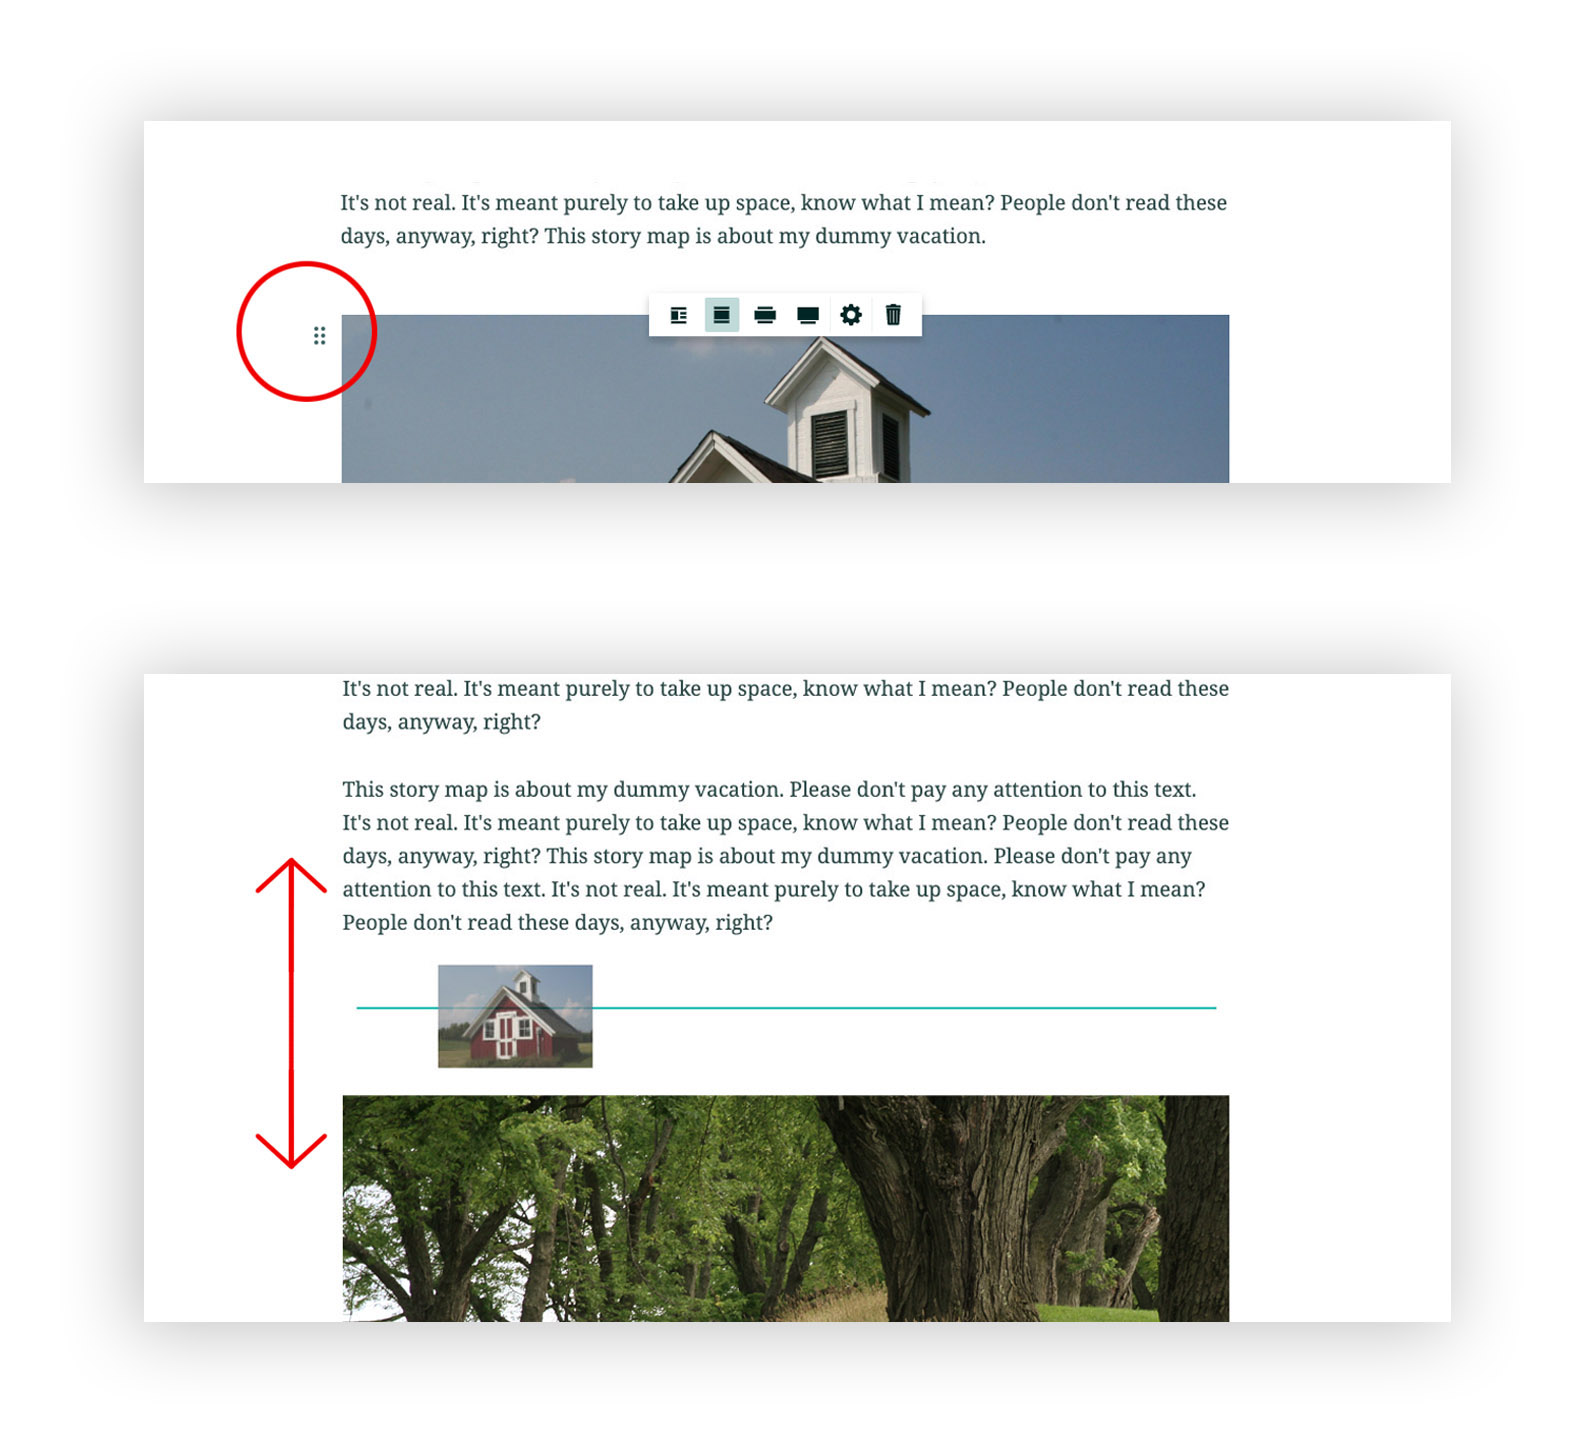 It's not real. It's meant purely to take up space, know what I mean? People don't read these
days, anyway, right? This story map is about my dummy vacation.
It's not real. It's meant purely to take up space, know what I mean? People don't read these
days, anyway, right?
This story map is about my dummy vacation. Please don't pay any attention to this text.
It's not real. It's meant purely to take up space, know what I mean? People don't read these
days, anyway, right? This story map is about my dummy vacation. Please don't pay any
attention to this text. It's not real. It's meant purely to take up space, know what I mean?
People don't read these days, anyway, right?